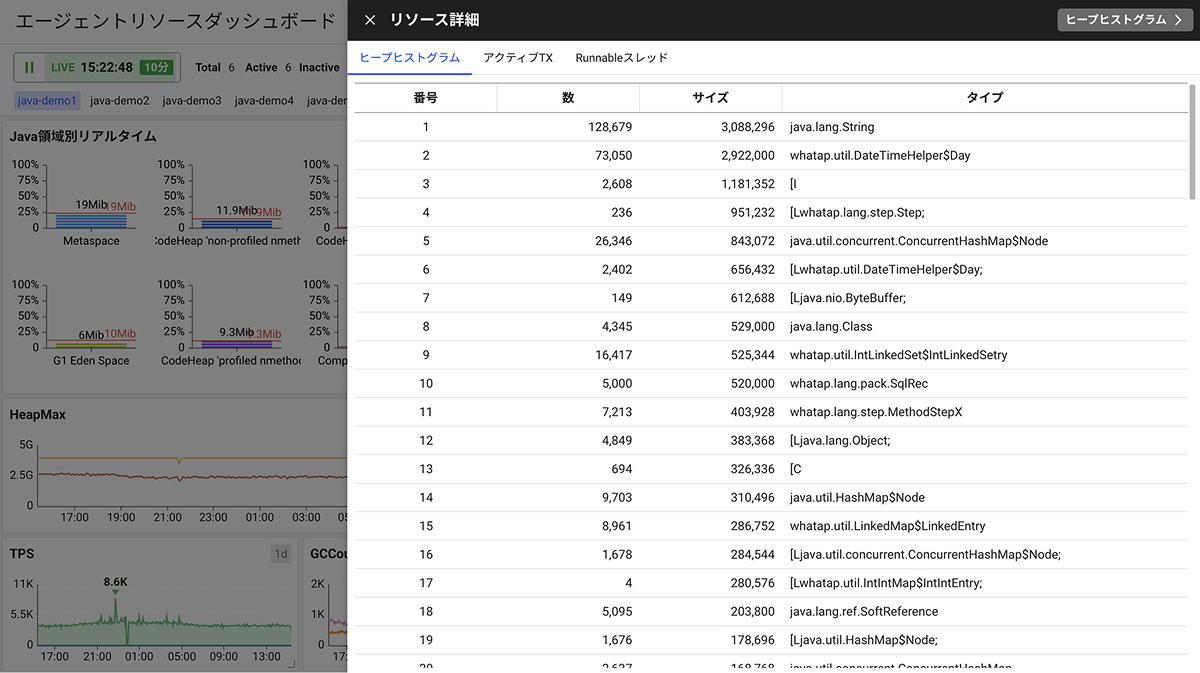 エージェントリソースダッシュボード
LIVE 15:22:48 10分 Total 6 Active 6 Inactive
java-demo1 java-demo2 java-demo3 java-demo4
Java領域別リアルタイム
100%
75%
50%
25%
0
19Mib 19Mib
Metaspace
100%
75%
50%
25%
0
11.9Mib
CodeHeap 'non-profiled nmeth
100%
75%
50%
25%
0
100%
75%
50%
25%
0
6Mib 10Mib
G1 Eden Space
100%
75%
50%
25%
0
9.3Mib 9.3Mib
CodeHeap 'profiled nmethod
100%
75%
50%
25%
0
Comp
HeapMax
5G
2.5G
0
17:00 19:00 21:00 23:00 01:00 03:00
TPS 1d
11K
5.5K
0
8.6K
17:00 21:00 01:00 05:00 09:00 13:00
GCCou
2K
1K
0
リソース詳細
ヒープヒストグラム
ヒープヒストグラム アクティブTX Runnableスレッド
番号 数 サイズ タイプ
1 128,679 3,088,296 java.lang.String
2 73,050 2,922,000 whatap.util.DateTimeHelper$Day
3 2,608 1,181,352 [I
4 236 951,232 [Lwhatap.lang.step.Step;
5 26,346 843,072 java.util.concurrent.ConcurrentHashMap$Node
6 2,402 656,432 [Lwhatap.util.DateTimeHelper$Day;
7 149 612,688 [Ljava.nio.ByteBuffer;
8 4,345 529,000 java.lang.Class
9 16,417 525,344 whatap.util.IntLinkedSet$IntLinkedSetry
10 5,000 520,000 whatap.lang.pack.SqlRec
11 7,213 403,928 whatap.lang.step.MethodStepX
12 4,849 383,368 [Ljava.lang.Object;
13 694 326,336 [C
14 9,703 310,496 java.util.HashMap$Node
15 8,961 286,752 whatap.util.LinkedMap$LinkedEntry
16 1,678 284,544 [Ljava.util.concurrent.ConcurrentHashMap$Node;
17 4 280,576 [Lwhatap.util.IntIntMap$IntIntEntry;
18 5,095 203,800 java.lang.ref.SoftReference
19 1,676 178,696 [Ljava.util.HashMap$Node;
20 2,637 168,768 java.util.concurrent.ConcurrentHashMap